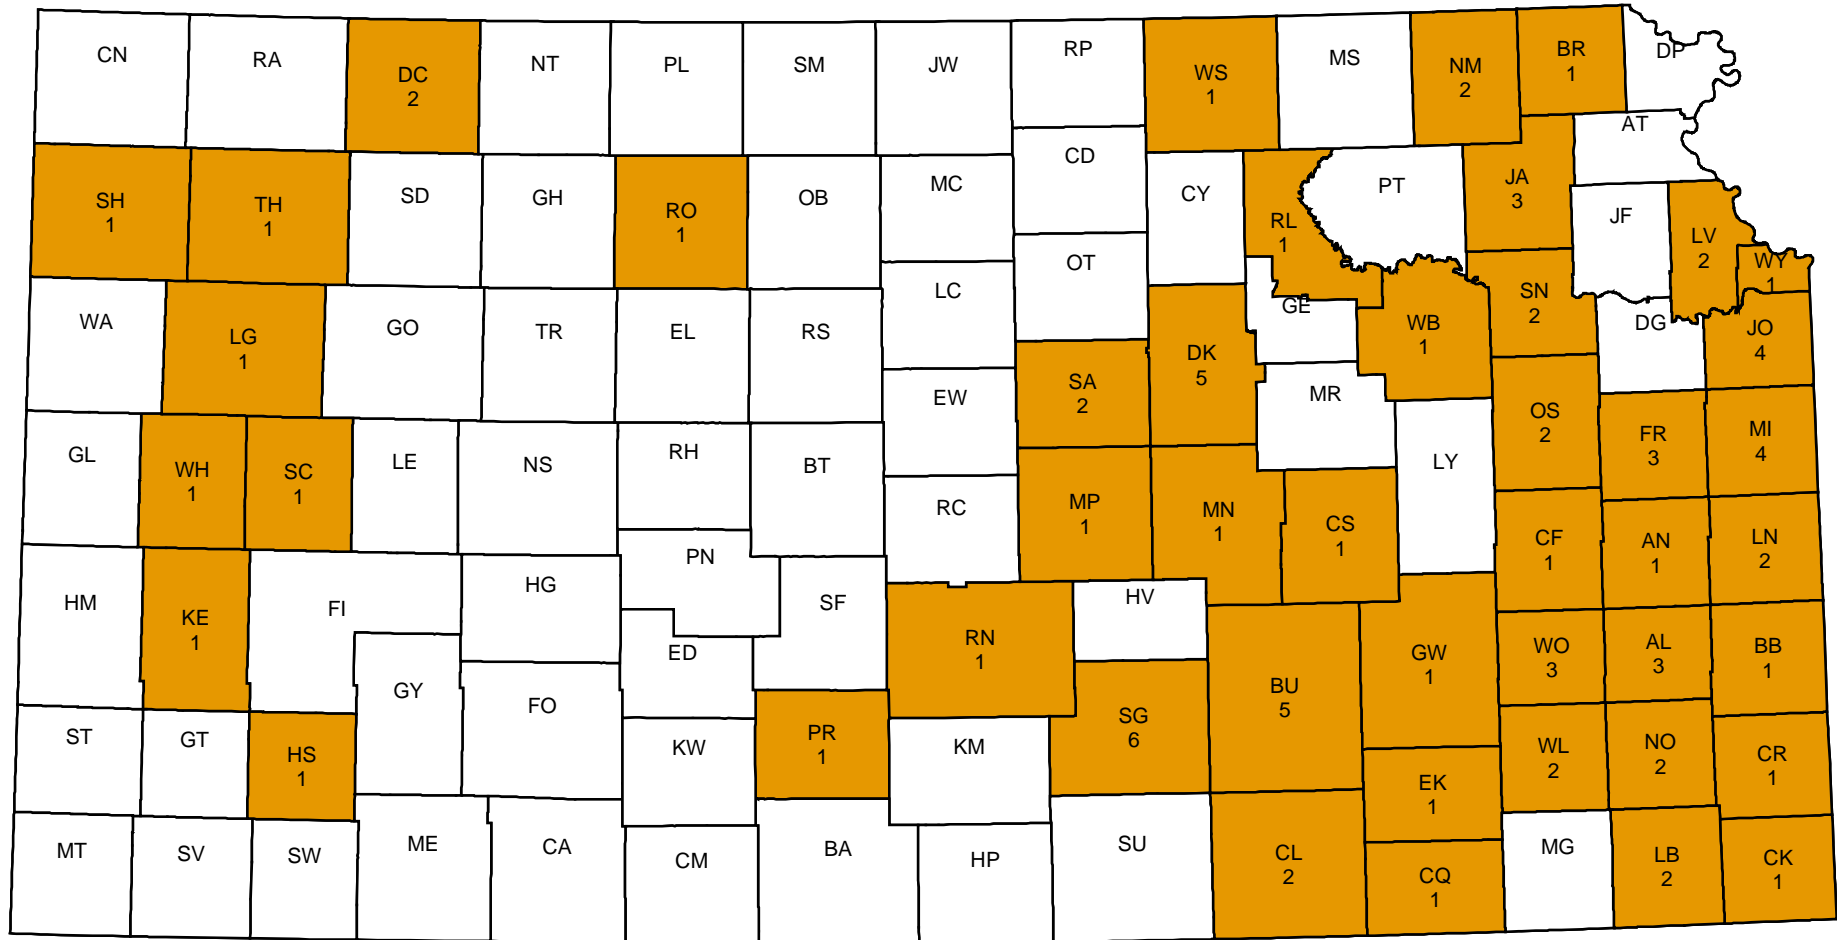 CN
RA
DC
2
NT
PL
SM
JW
RP
WS
1
MS
NM
2
BR
1
DP
AT
SH
1
TH
1
SD
GH
RO
1
OB
MC
CD
CY
RL
1
PT
JA
3
JF
LV
2
WY
1
WA
LG
1
GO
TR
EL
RS
LC
OT
GE
DK
5
WB
1
SN
2
DG
JO
4
EW
SA
2
MR
OS
2
FR
3
MI
4
GL
WH
1
SC
1
LE
NS
RH
BT
RC
MP
1
MN
1
CS
1
LY
CF
1
AN
1
LN
2
HM
KE
1
FI
HG
PN
SF
HV
RN
1
ED
GY
FO
GW
1
WO
3
AL
3
BB
1
BU
5
SG
6
ST
GT
HS
1
KW
PR
1
KM
EK
1
WL
2
NO
2
CR
1
MT
SV
SW
ME
CA
CM
BA
HP
SU
CL
2
CQ
1
MG
LB
2
CK
1